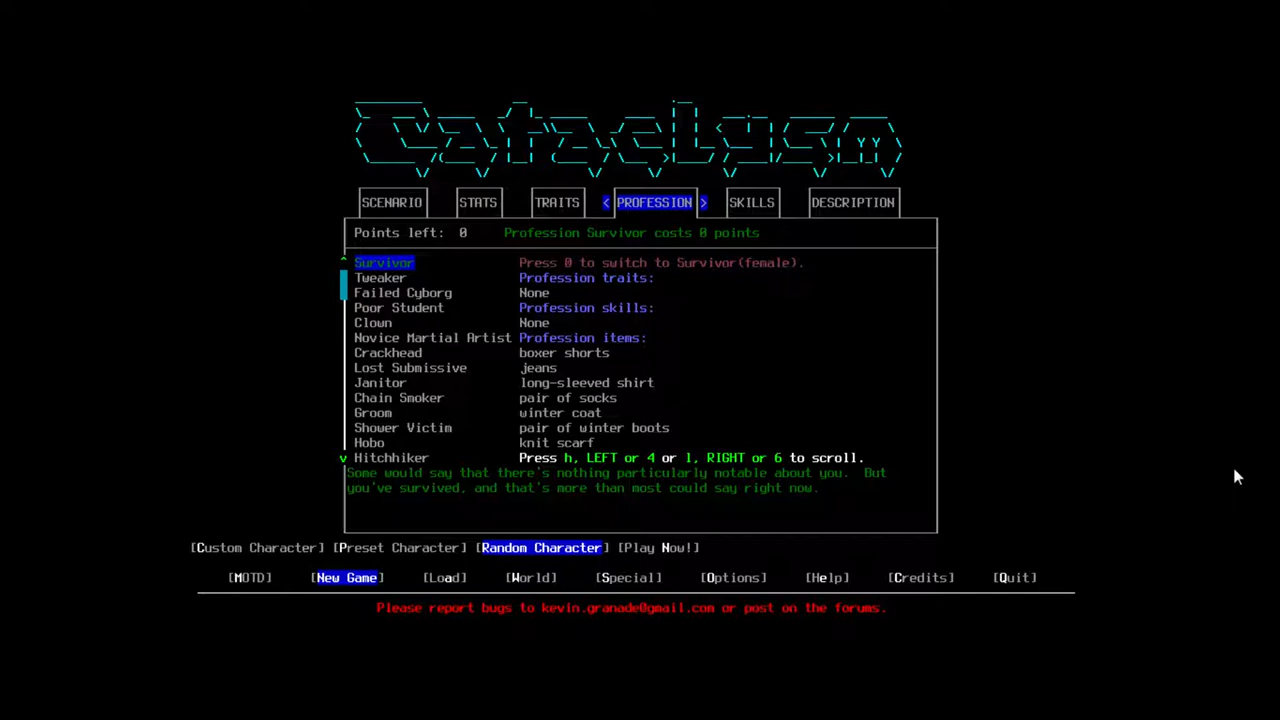 Cataclysm
SCENARIO STATS TRAITS < PROFESSION > SKILLS DESCRIPTION
Points left: 0 Profession Survivor costs 0 points
^ Survivor Press 0 to switch to Survivor(female).
Tweaker Profession traits:
Failed Cyborg None
Poor Student Profession skills:
Clown None
Novice Martial Artist Profession items:
Crackhead boxer shorts
Lost Submissive jeans
Janitor long-sleeved shirt
Chain Smoker pair of socks
Groom winter coat
Shower Victim pair of winter boots
Hobo knit scarf
v Hitchhiker Press h, LEFT or 4 or l, RIGHT or 6 to scroll.
Some would say that there's nothing particularly notable about you. But
you've survived, and that's more than most could say right now.
[Custom Character] [Preset Character] [Random Character] [Play Now!]
[MOTD] [New Game] [Load] [World] [Special] [Options] [Help] [Credits] [Quit]
Please report bugs to kevin.granade@gmail.com or post on the forums.